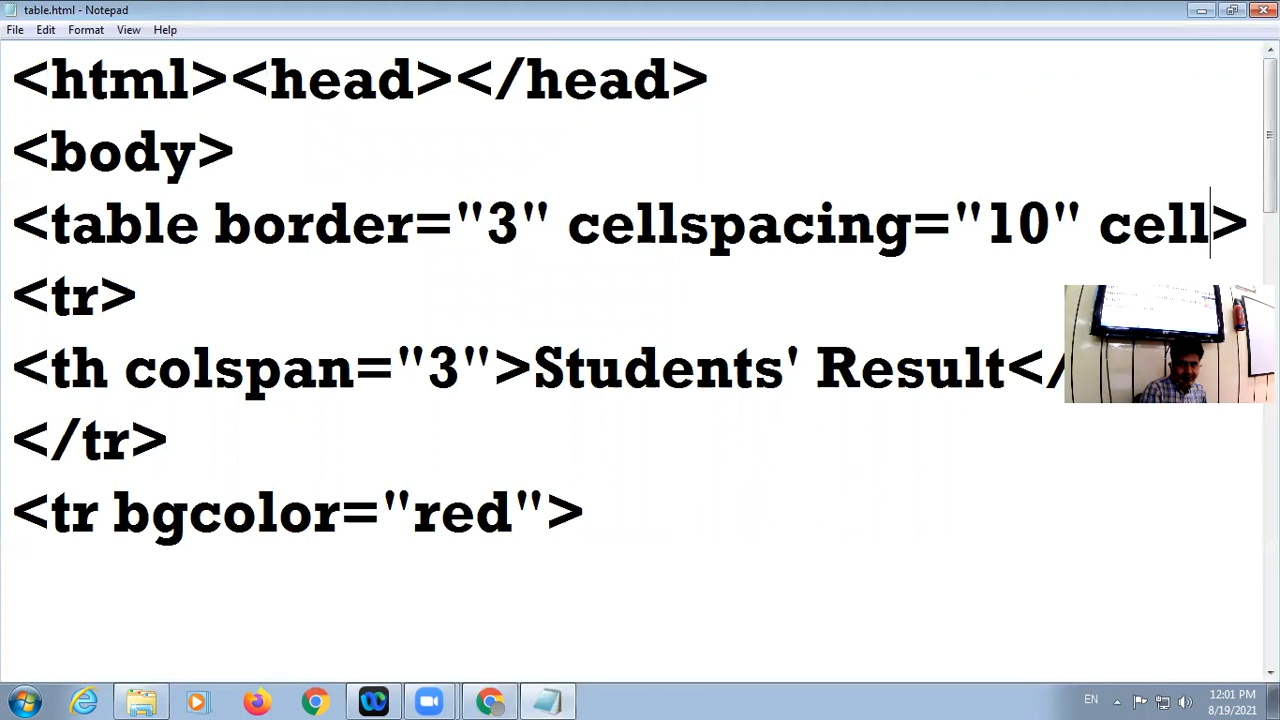 table.html - Notepad
File Edit Format View Help
<html><head></head>
<body>
<table border="3" cellspacing="10" cell>
<tr>
<th colspan="3">Students' Result</
</tr>
<tr bgcolor="red">
EN
12:01 PM
8/19/2021